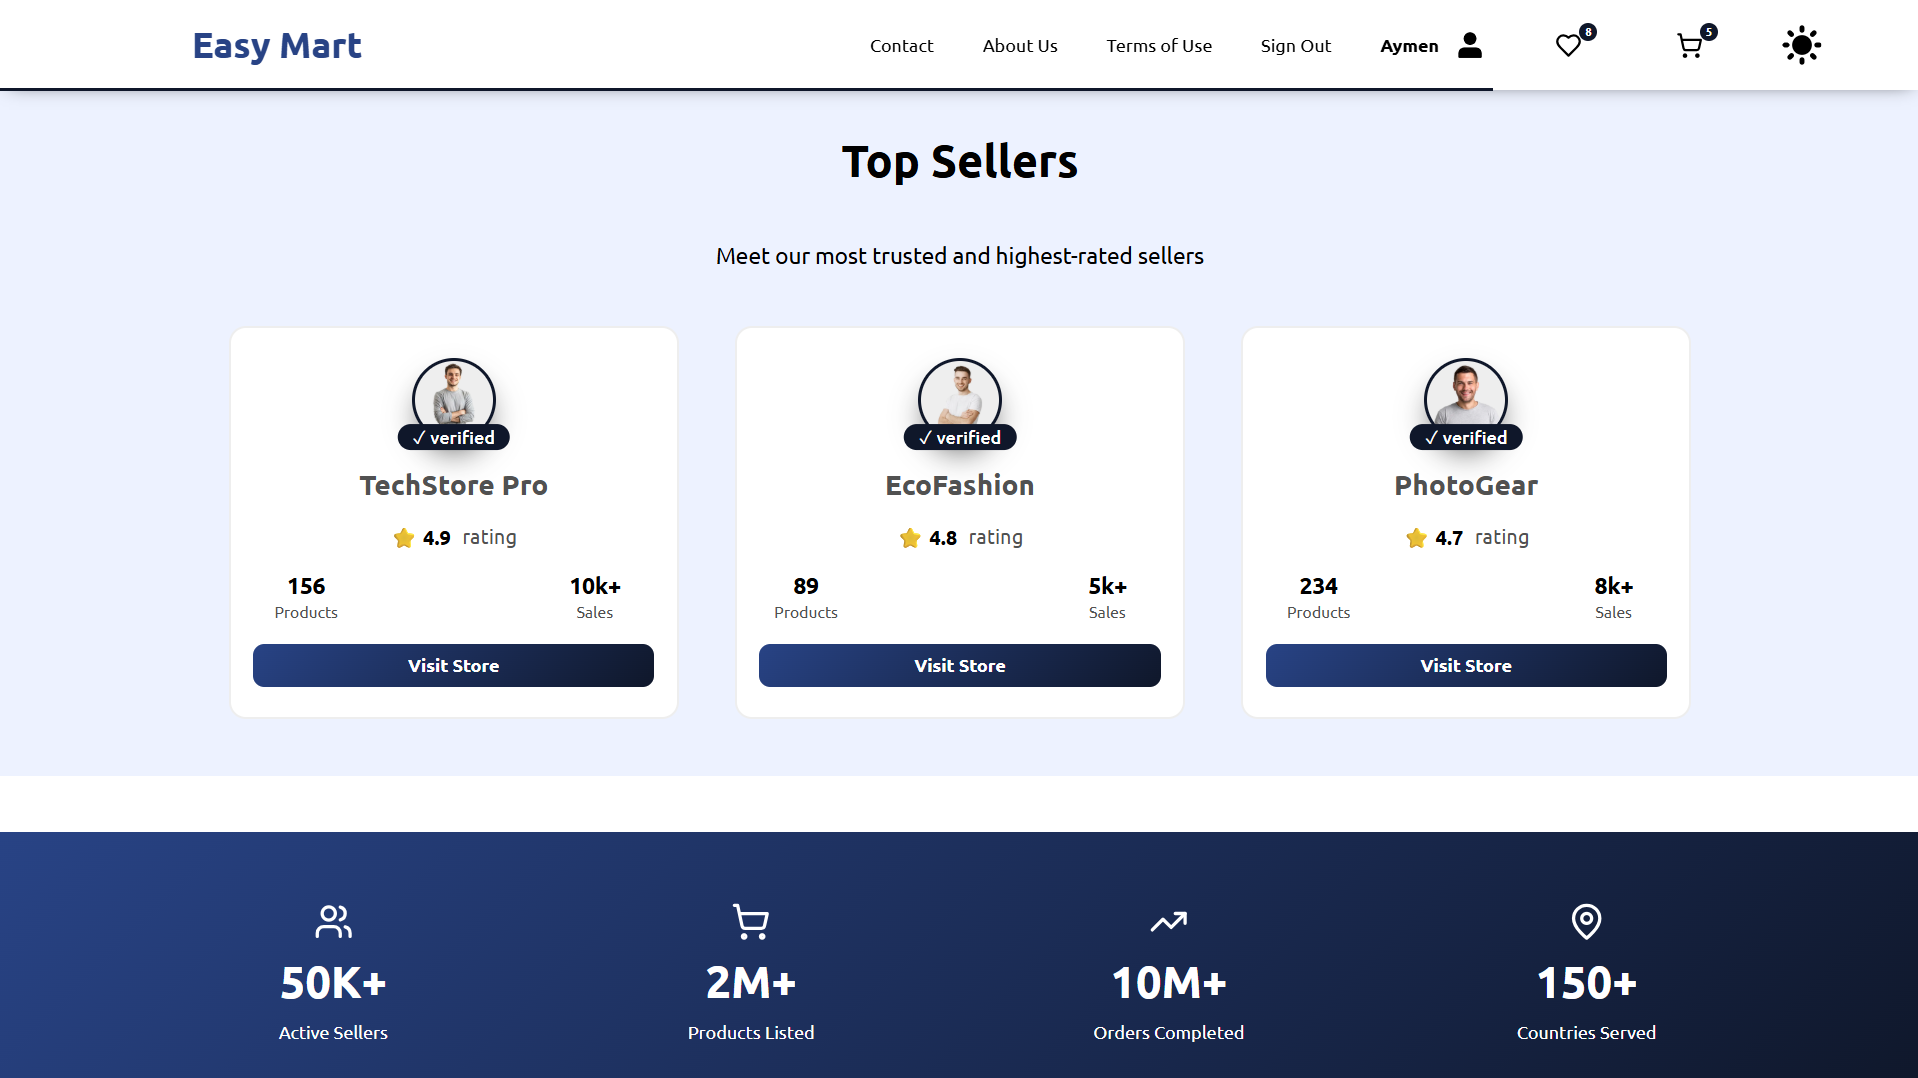 Easy Mart
Contact About Us Terms of Use Sign Out Aymen 8 5
Top Sellers
Meet our most trusted and highest-rated sellers
✓ verified
TechStore Pro
4.9 rating
156 10k+
Products Sales
Visit Store
✓ verified
EcoFashion
4.8 rating
89 5k+
Products Sales
Visit Store
✓ verified
PhotoGear
4.7 rating
234 8k+
Products Sales
Visit Store
50K+
Active Sellers
2M+
Products Listed
10M+
Orders Completed
150+
Countries Served